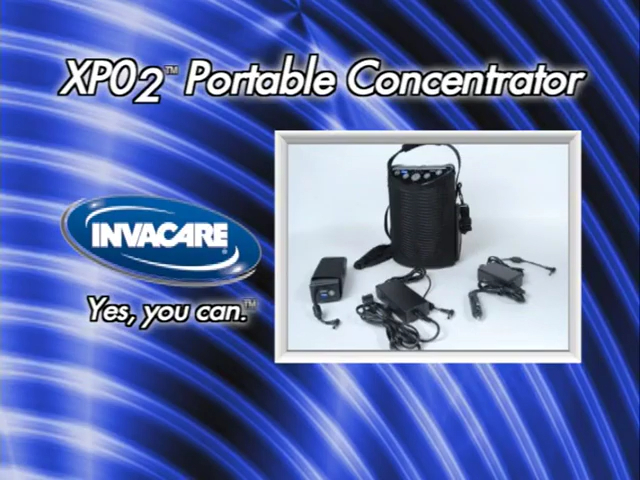 XPO2™ Portable Concentrator
INVACARE®
Yes, you can.™